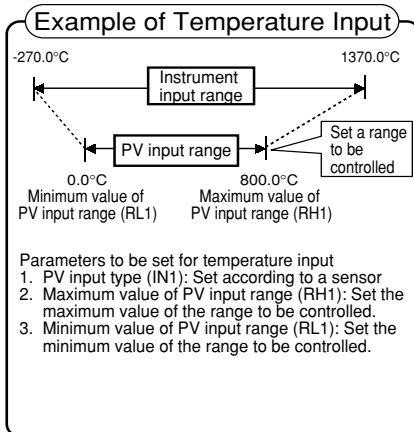 Example of Temperature Input
-270.0°C
1370.0°C
Instrument
input range
PV input range
Set a range
to be
controlled
0.0°C
800.0°C
Minimum value of
PV input range (RL1)
Maximum value of
PV input range (RH1)
Parameters to be set for temperature input
1. PV input type (IN1): Set according to a sensor
2. Maximum value of PV input range (RH1): Set the
maximum value of the range to be controlled.
3. Minimum value of PV input range (RL1): Set the
minimum value of the range to be controlled.